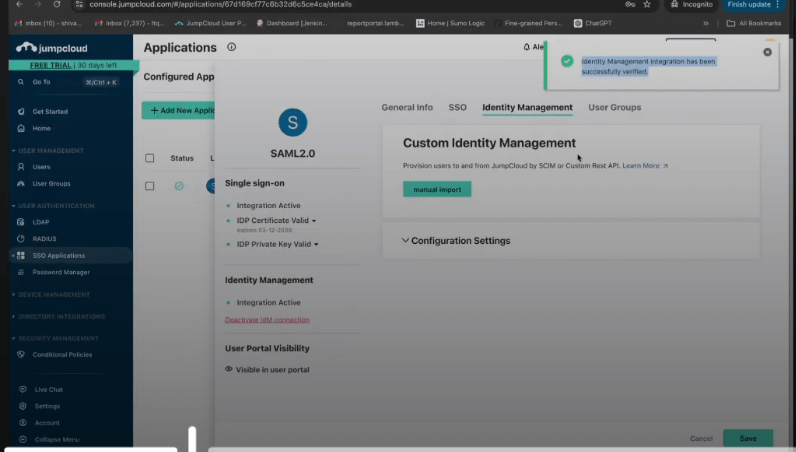 console.jumpcloud.com/#/applications/67d169cf77c6b32d6c5ce4ca/details
Incognito
Finish update
Inbox (10) - shiva...
Inbox (7,237) - ltq...
JumpCloud User P...
Dashboard [Jenkin...
reportportal.lamb...
Home | Sumo Logic
Fine-grained Pers...
ChatGPT
»
All Bookmarks
jumpcloud
FREE TRIAL | 30 days left
Go To
⌘/Ctrl + K
Get Started
Home
USER MANAGEMENT
Users
User Groups
USER AUTHENTICATION
LDAP
RADIUS
SSO Applications
Password Manager
DEVICE MANAGEMENT
DIRECTORY INTEGRATIONS
SECURITY MANAGEMENT
Conditional Policies
Live Chat
Settings
Account
Collapse Menu
Applications
Ale
Configured App
+ Add New Applic
Status
L
S
SAML2.0
Single sign-on
Integration Active
IDP Certificate Valid
IDP Private Key Valid
Identity Management
Integration Active
Deactivate IdM connection
User Portal Visibility
Visible in user portal
General Info
SSO
Identity Management
User Groups
Custom Identity Management
Provision users to and from JumpCloud by SCIM or Custom Rest API. Learn More
manual import
Configuration Settings
Identity Management integration has been
successfully verified.
Cancel
Save